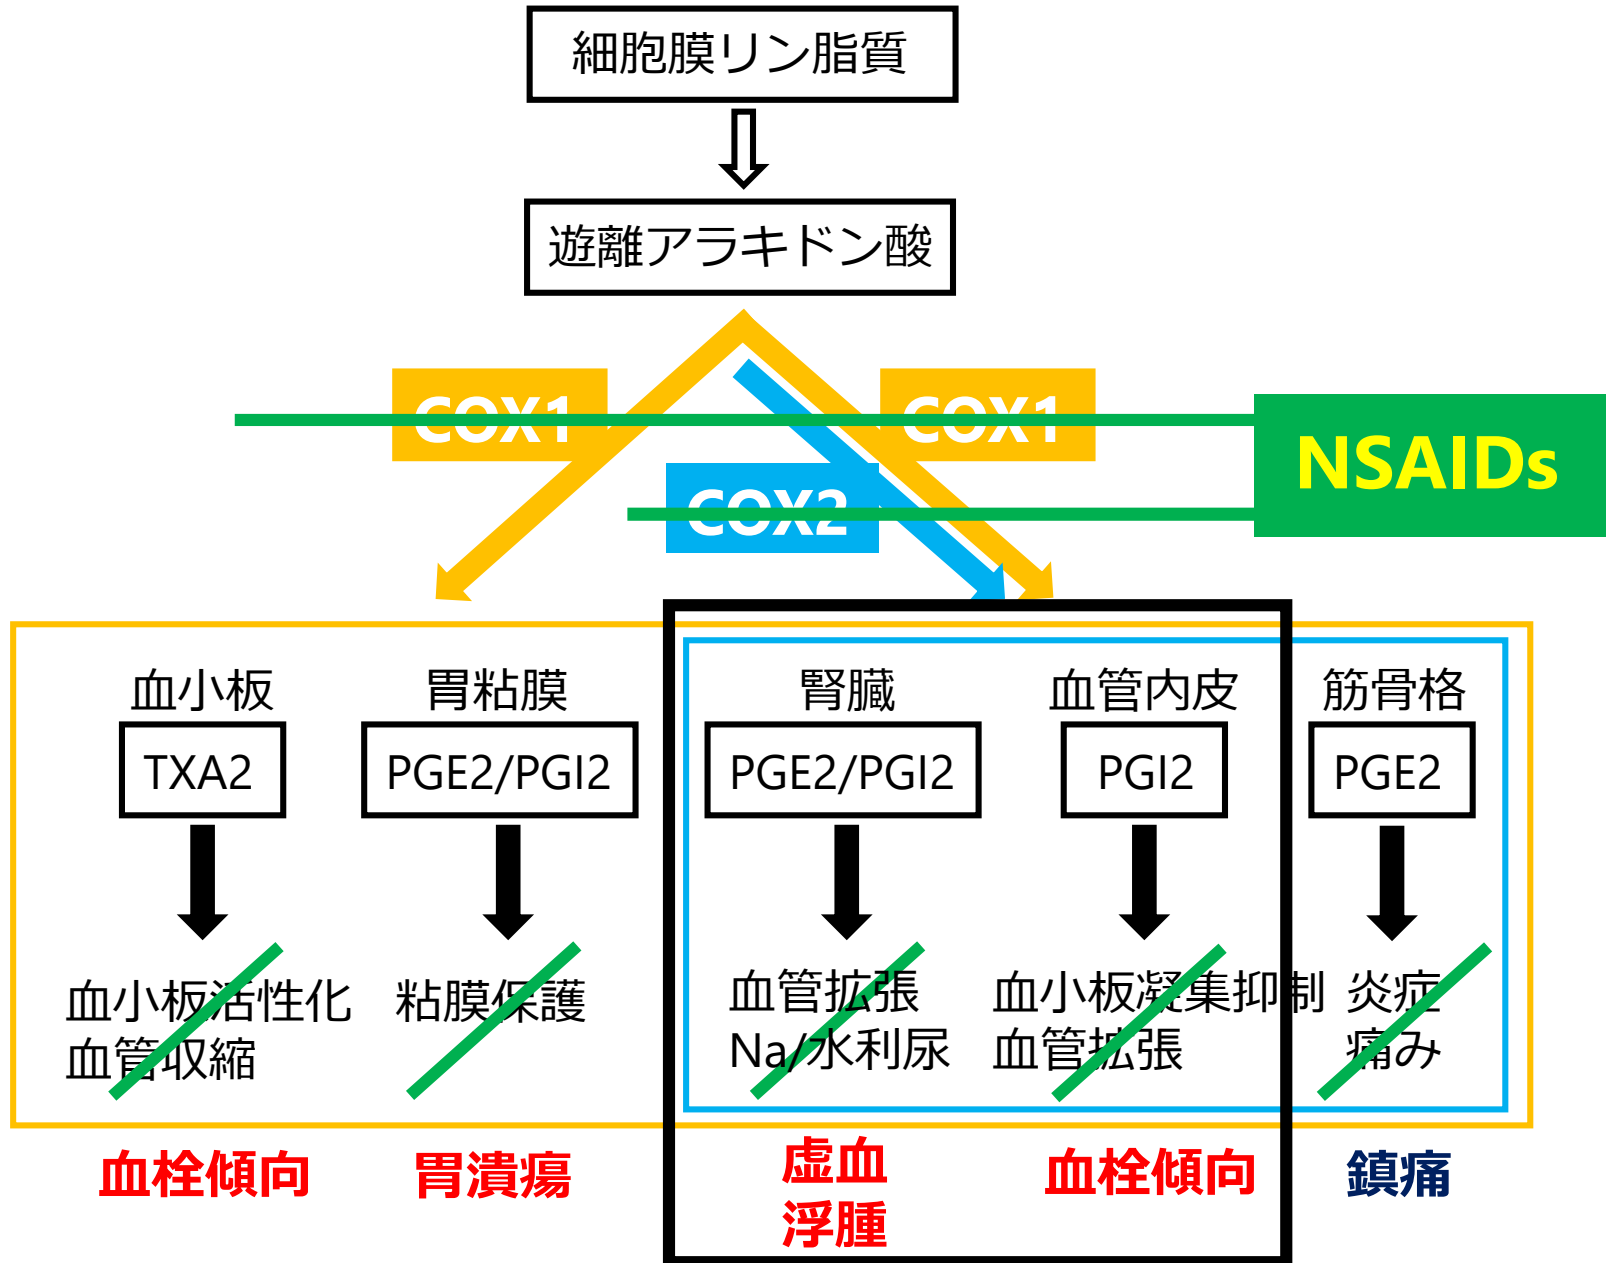 細胞膜リン脂質
遊離アラキドン酸
COX1
COX1
NSAIDs
COX2
血小板
胃粘膜
腎臓
血管内皮
筋骨格
TXA2
PGE2/PGI2
PGE2/PGI2
PGI2
PGE2
血小板活性化
血管収縮
粘膜保護
血管拡張
Na/水利尿
血小板凝集抑制
血管拡張
炎症
痛み
血栓傾向
胃潰瘍
虚血
浮腫
血栓傾向
鎮痛